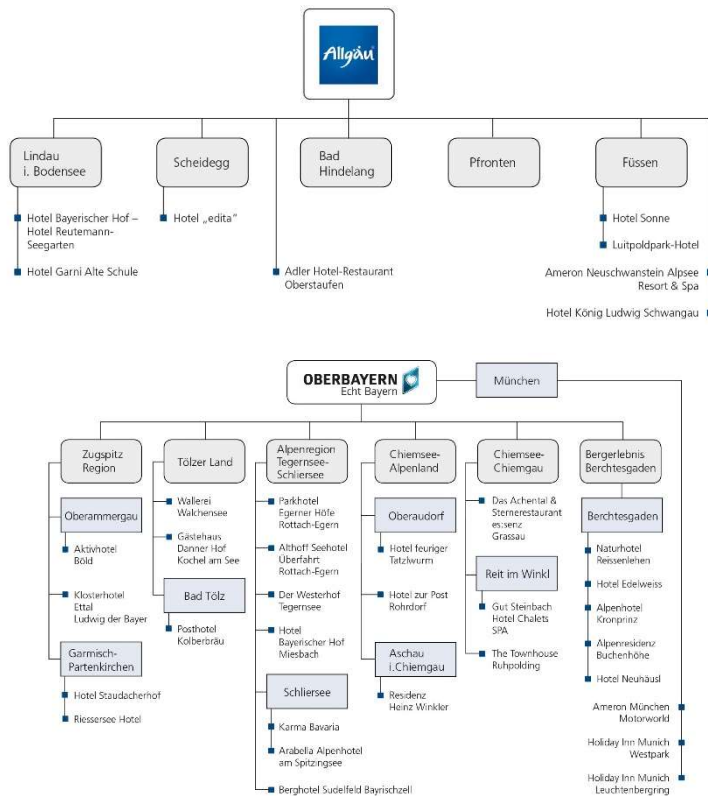 Allgäu
Lindau
i. Bodensee
Scheidegg
Bad
Hindelang
Pfronten
Füssen
Hotel Bayerischer Hof –
Hotel Reutemann-
Seegarten
Hotel Garni Alte Schule
Hotel „edita“
Adler Hotel-Restaurant
Oberstaufen
Hotel Sonne
Luitpoldpark-Hotel
Ameron Neuschwanstein Alpsee
Resort & Spa
Hotel König Ludwig Schwangau
OBERBAYERN
Echt Bayern
München
Zugspitz
Region
Oberammergau
Aktivhotel
Böld
Klosterhotel
Ettal
Ludwig der Bayer
Garmisch-
Partenkirchen
Hotel Staudacherhof
Riessersee Hotel
Tölzer Land
Wallerei
Walchensee
Gästehaus
Danner Hof
Kochel am See
Bad Tölz
Posthotel
Kolberbräu
Alpenregion
Tegernsee-
Schliersee
Parkhotel
Egerner Höfe
Rottach-Egern
Althoff Seehotel
Überfahrt
Rottach-Egern
Der Westerhof
Tegernsee
Hotel
Bayerischer Hof
Miesbach
Schliersee
Karma Bavaria
Arabella Alpenhotel
am Spitzingsee
Berghotel Sudelfeld Bayrischzell
Chiemsee-
Alpenland
Oberaudorf
Hotel feuriger
Tatzlwurm
Hotel zur Post
Rohrdorf
Aschau
i.Chiemgau
Residenz
Heinz Winkler
Chiemsee-
Chiemgau
Das Achental &
Sternerestaurant
es:senz
Grassau
Reit im Winkl
Gut Steinbach
Hotel Chalets
SPA
The Townhouse
Ruhpolding
Bergerlebnis
Berchtesgaden
Berchtesgaden
Naturhotel
Reissenlehen
Hotel Edelweiss
Alpenhotel
Kronprinz
Alpenresidenz
Buchenhöhe
Hotel Neuhäusl
Ameron München
Motorworld
Holiday Inn Munich
Westpark
Holiday Inn Munich
Leuchtenbergring